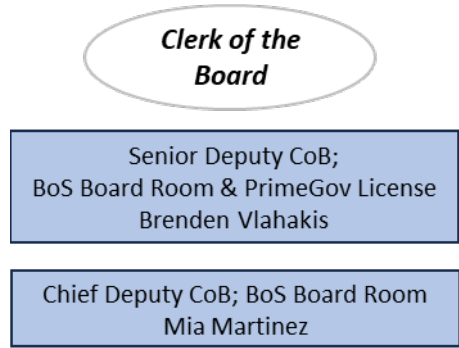 Clerk of the
Board
Senior Deputy CoB;
BoS Board Room & PrimeGov License
Brenden Vlahakis
Chief Deputy CoB; BoS Board Room
Mia Martinez